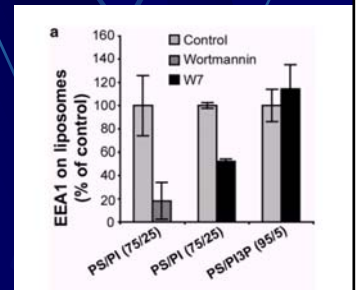 a
EEA1 on liposomes
(% of control)
160
140
120
100
80
60
40
20
0
Control
Wortmannin
W7
PS/PI (75/25)
PS/PI (75/25)
PS/PI3P (95/5)